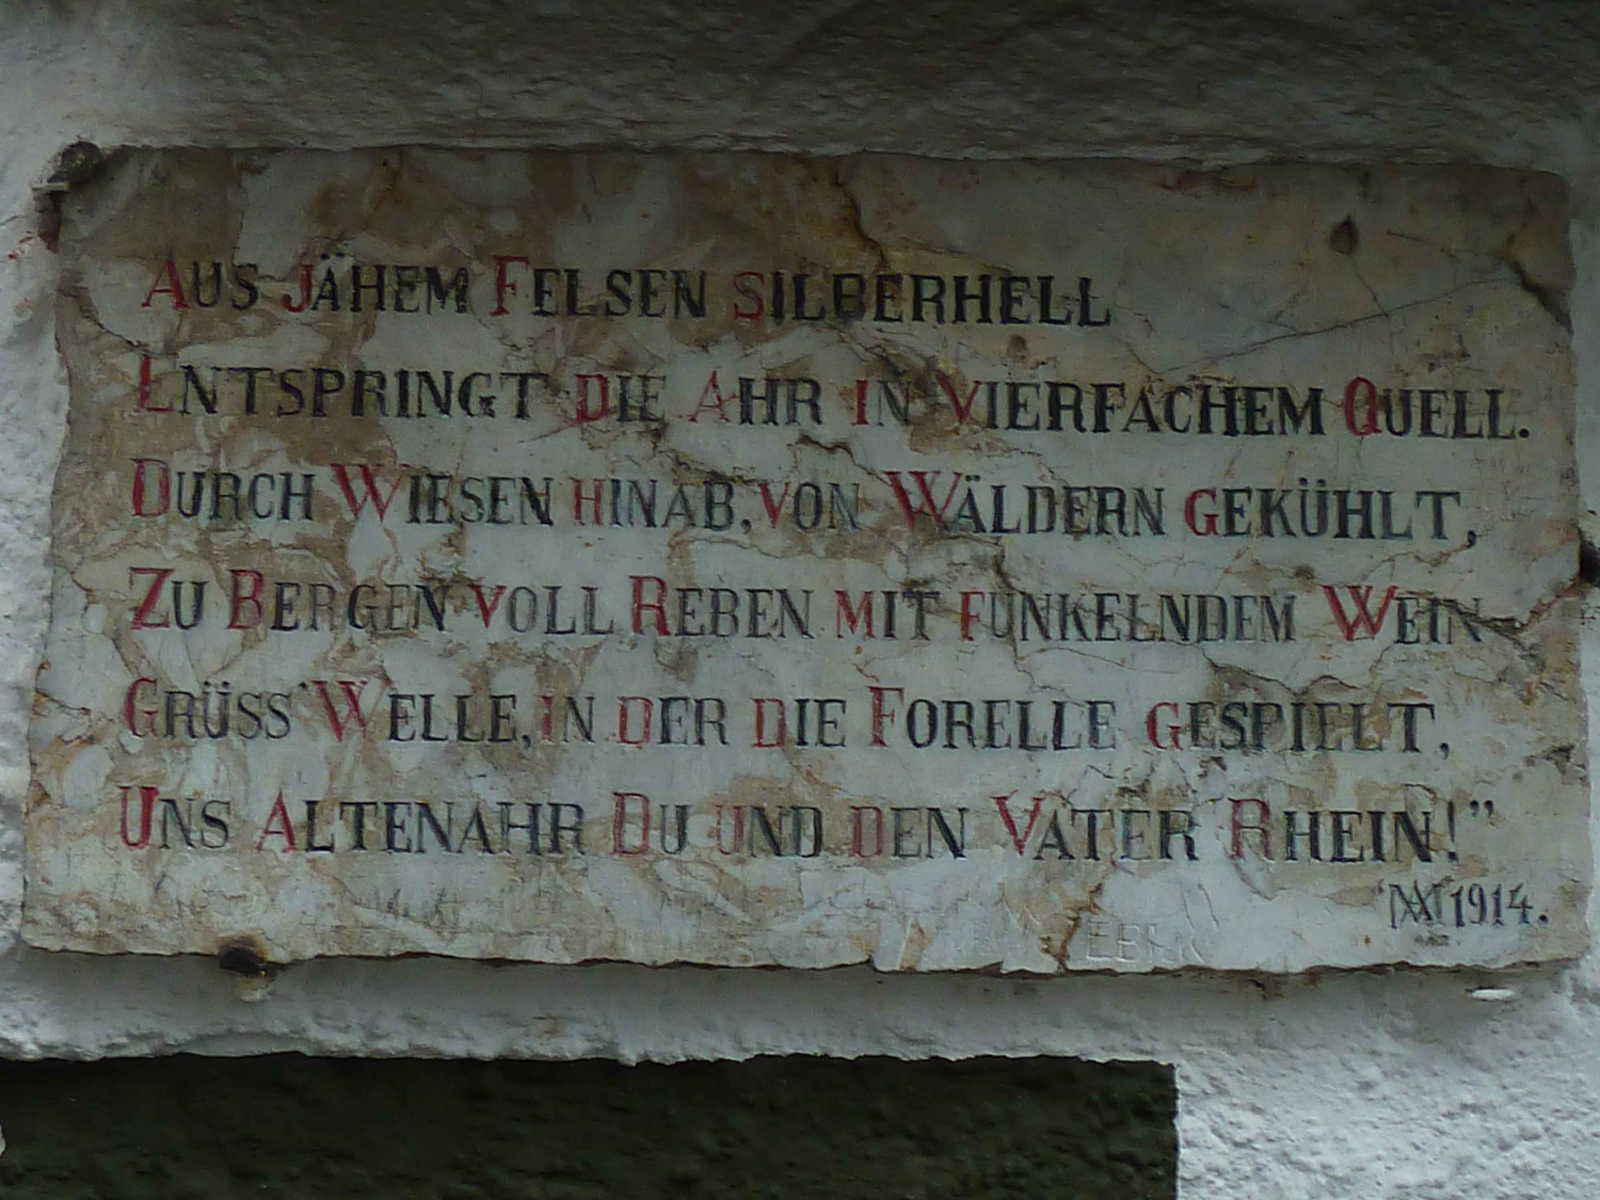 AUS JÄHEM FELSEN SILBERHELL
ENTSPRINGT DIE AHR IN VIERFACHEM QUELL.
DURCH WIESEN HINAB, VON WÄLDERN GEKÜHLT,
ZU BERGEN VOLL REBEN MIT FUNKELNDEM WEIN
GRÜSS' WELLE, IN DER DIE FORELLE GESPIELT,
UNS ALTENAHR DU UND DEN VATER RHEIN!”
1914.